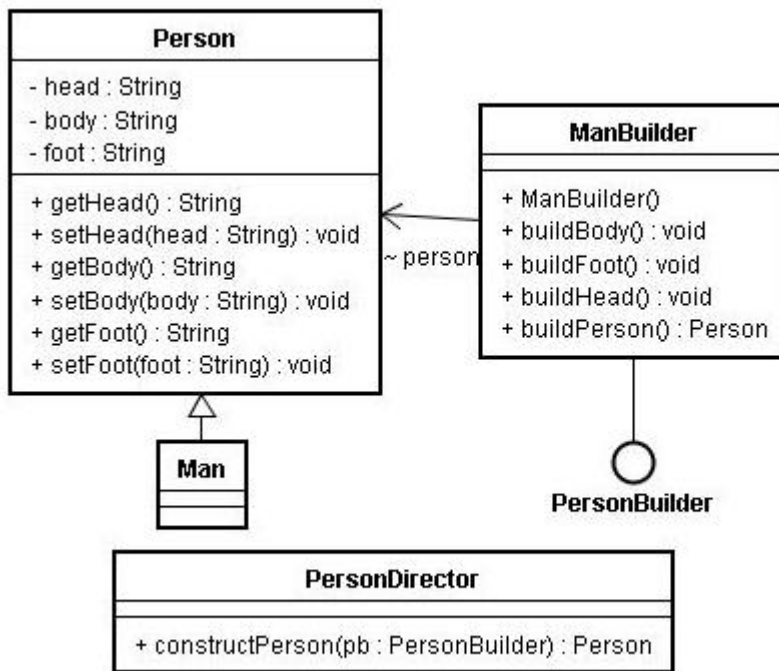 Person
- head : String
- body : String
- foot : String
+ getHead() : String
+ setHead(head : String) : void
+ getBody() : String
+ setBody(body : String) : void
+ getFoot() : String
+ setFoot(foot : String) : void
~ person
ManBuilder
+ ManBuilder()
+ buildBody() : void
+ buildFoot() : void
+ buildHead() : void
+ buildPerson() : Person
Man
PersonBuilder
PersonDirector
+ constructPerson(pb : PersonBuilder) : Person